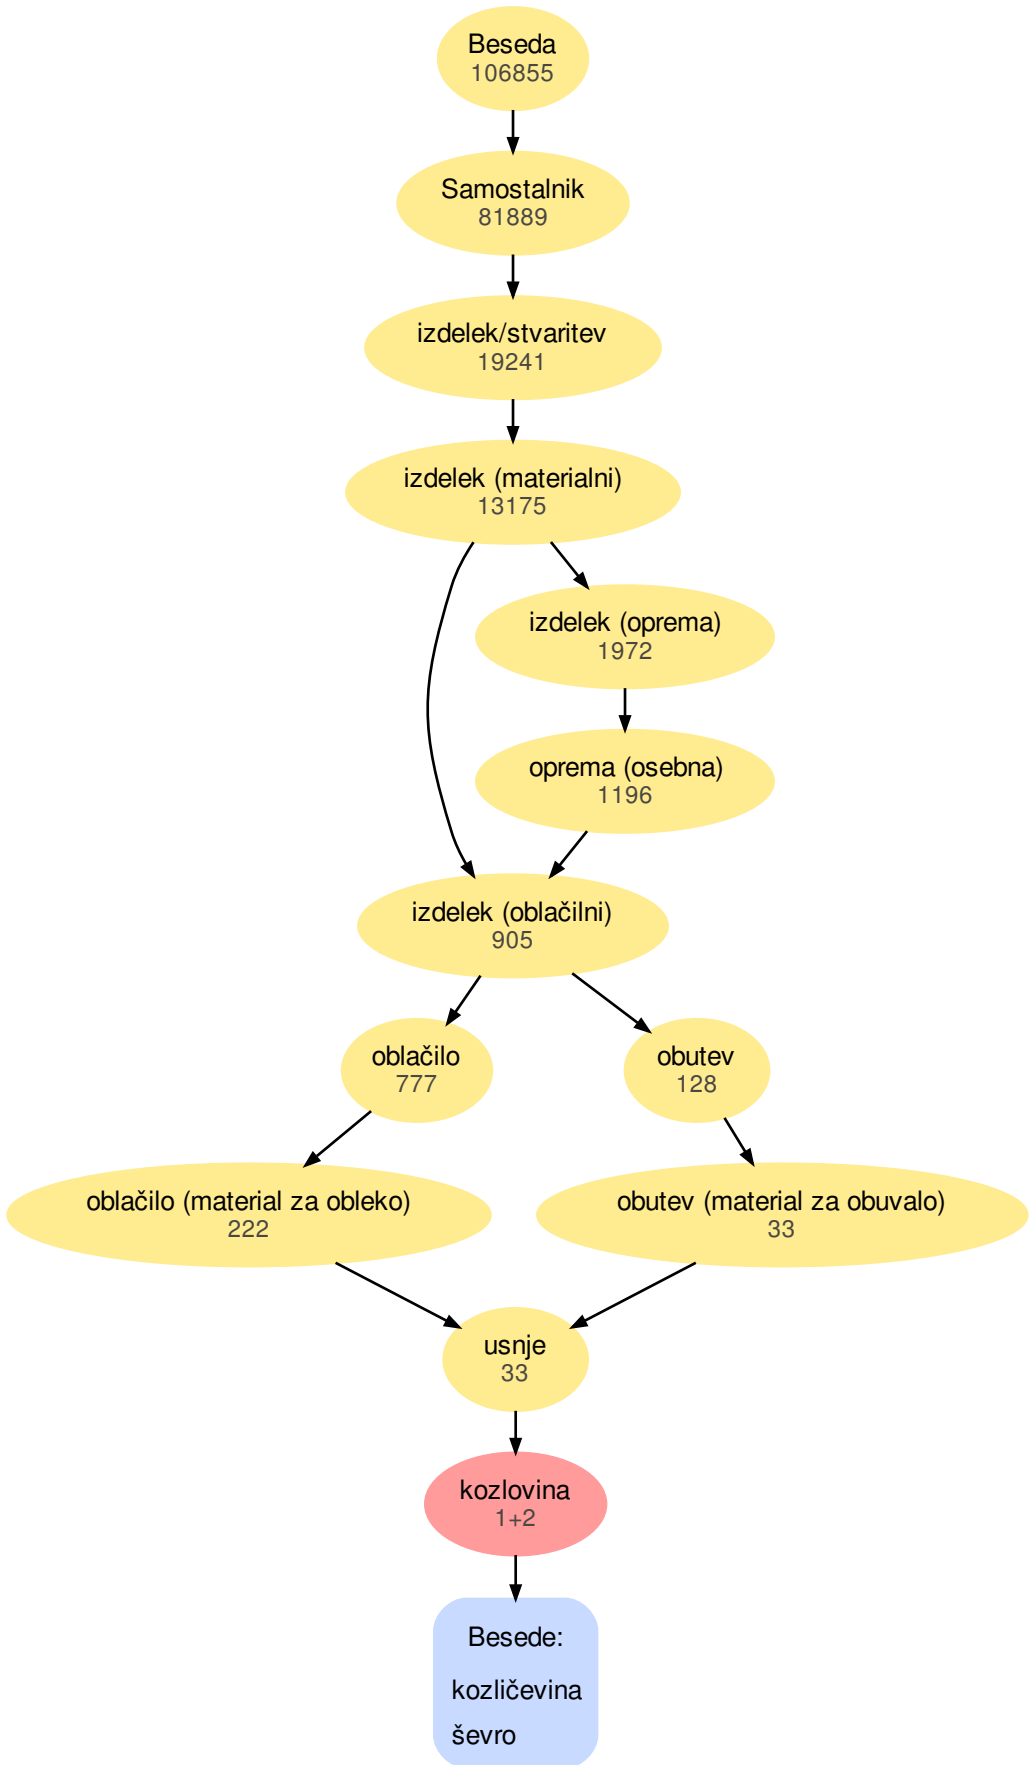 Beseda
106855
Samostalnik
81889
izdelek/stvaritev
19241
izdelek (materialni)
13175
izdelek (oprema)
1972
oprema (osebna)
1196
izdelek (oblačilni)
905
oblačilo
777
obutev
128
oblačilo (material za obleko)
222
obutev (material za obuvalo)
33
usnje
33
kozlovina
1+2
Besede:
kozličevina
ševro